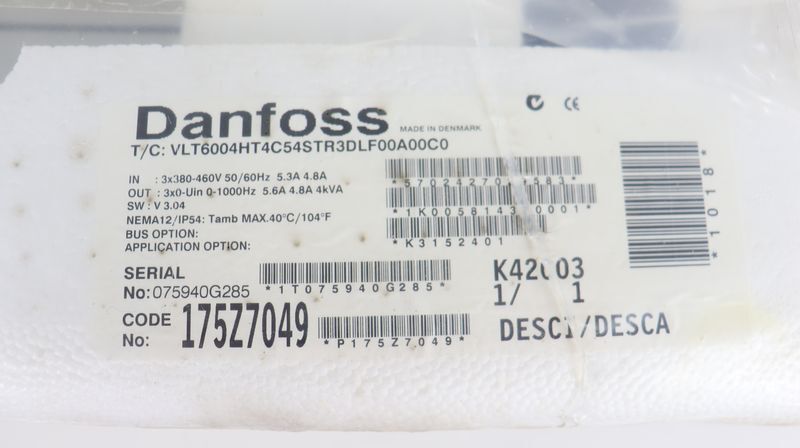 Danfoss
MADE IN DENMARK
T/C: VLT6004HT4C54STR3DLF00A00C0
IN : 3x380-460V 50/60Hz 5.3A 4.8A
OUT : 3x0-Uin 0-1000Hz 5.6A 4.8A 4kVA
SW : V 3.04
NEMA12/IP54: Tamb MAX.40°C/104°F
BUS OPTION:
APPLICATION OPTION:
*K3152401
*1018*
SERIAL
No:075940G285
*1T075940G285*
CODE
No:
175Z7049
*P175Z7049*
1/ 1
DESCI/DESCA